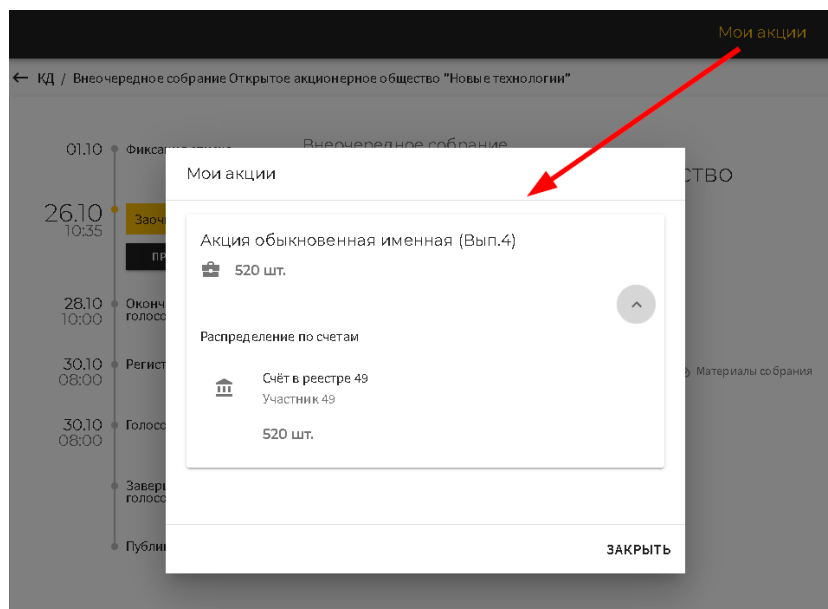 Мои акции
← КД / Внеочередное собрание Открытое акционерное общество "Новые технологии"
01.10
Внеочередное собрание
26.10
10:35
28.10
10:00
30.10
08:00
Материалы собрания
30.10
08:00
Мои акции
Акция обыкновенная именная (Вып.4)
520 шт.
Распределение по счетам
Счёт в реестре 49
Участник 49
520 шт.
ЗАКРЫТЬ